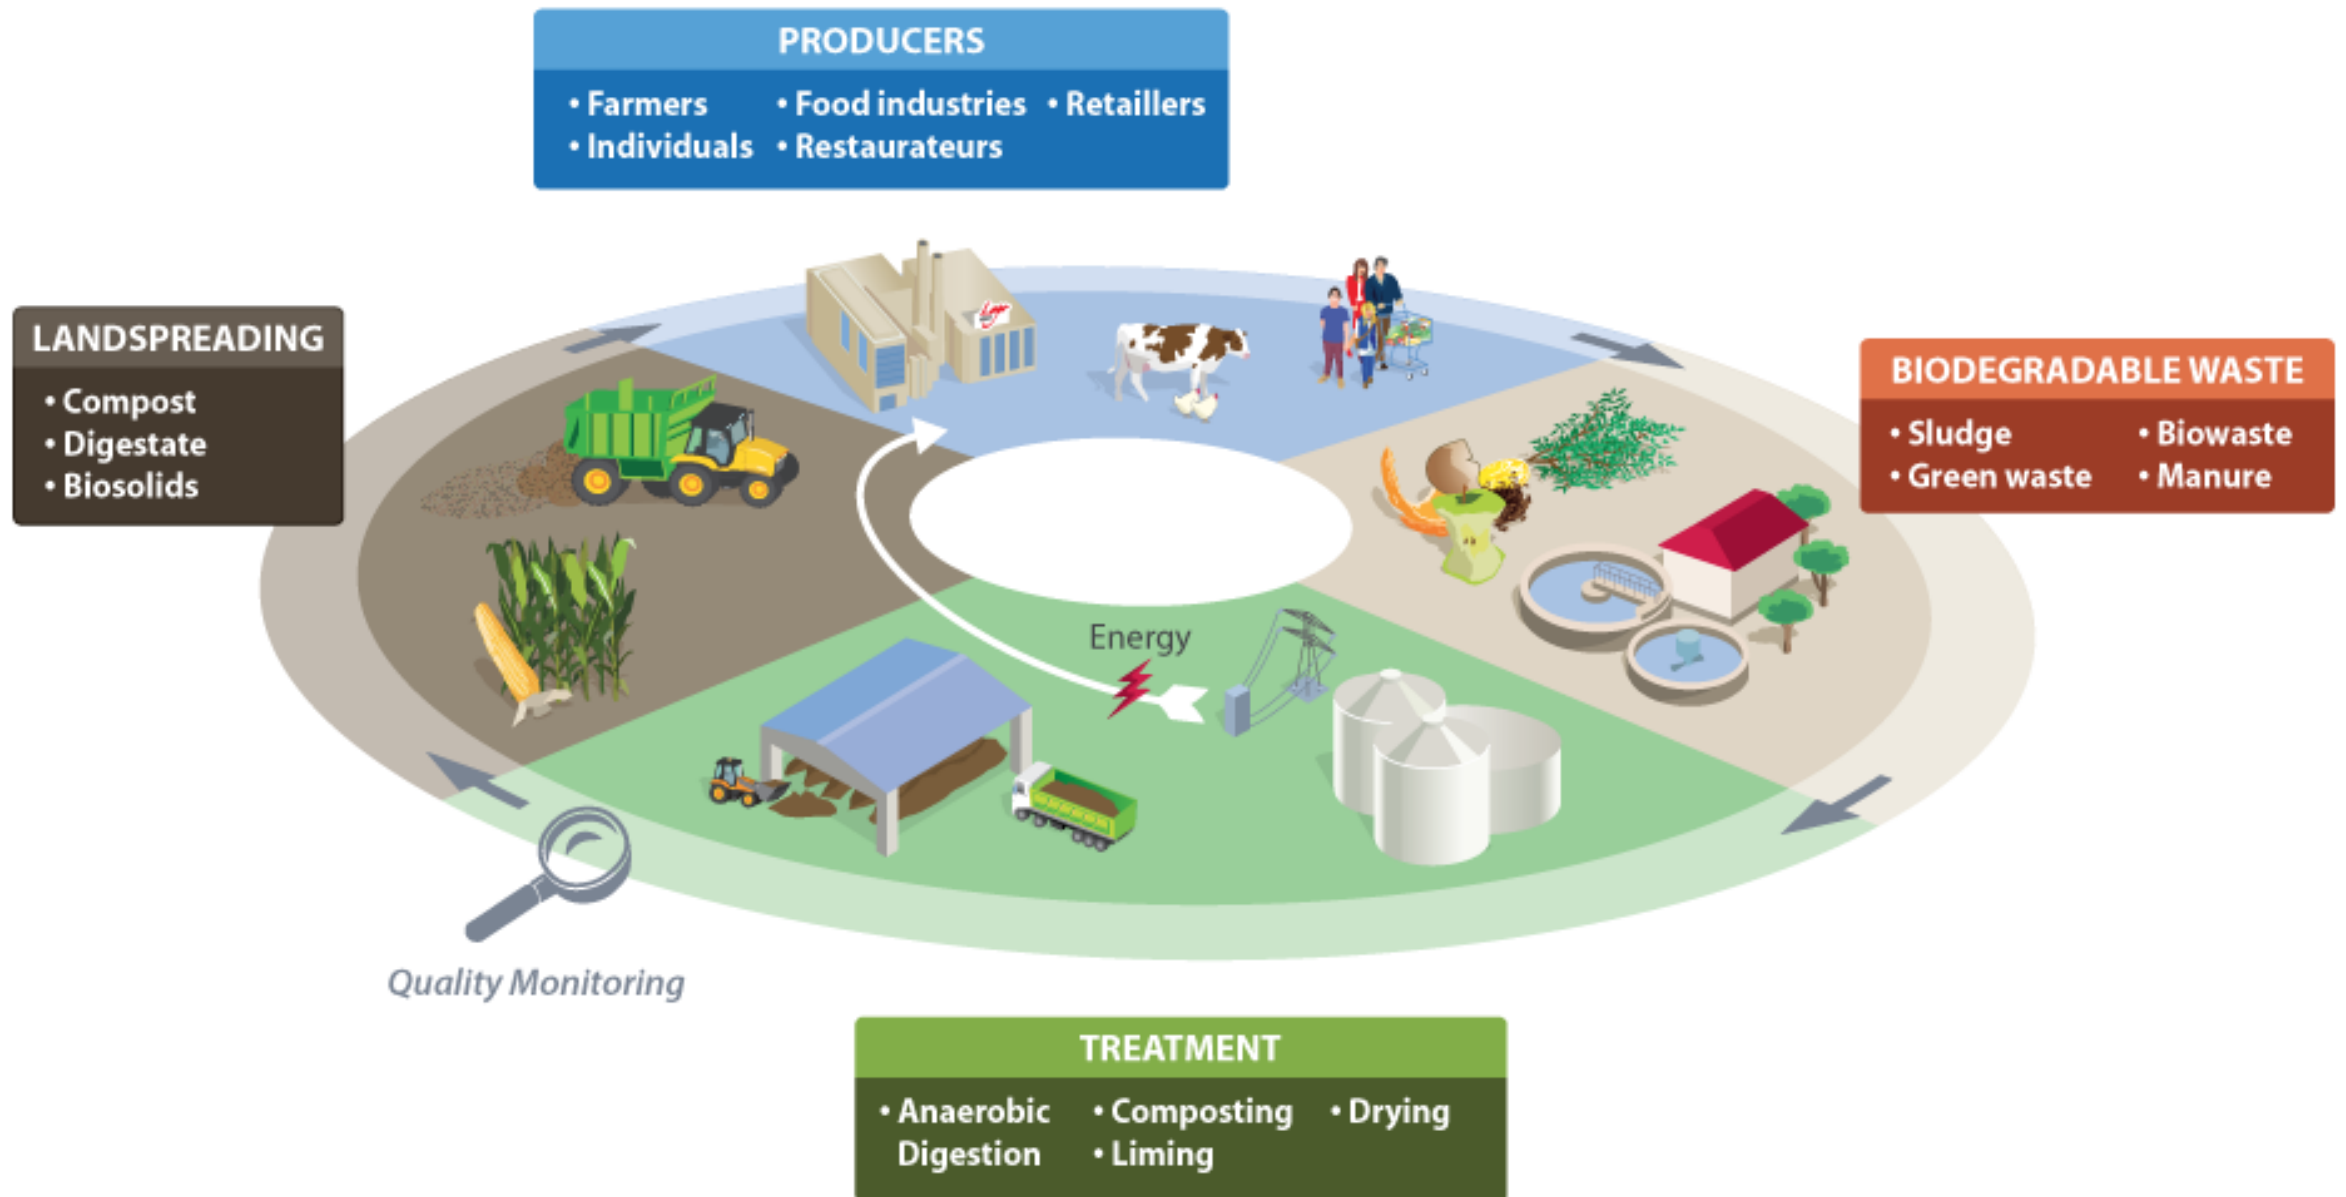 PRODUCERS
• Farmers • Food industries • Retaillers
• Individuals • Restaurateurs
LANDSPREADING
• Compost
• Digestate
• Biosolids
BIODEGRADABLE WASTE
• Sludge • Biowaste
• Green waste • Manure
Energy
Quality Monitoring
TREATMENT
• Anaerobic • Composting • Drying
Digestion • Liming